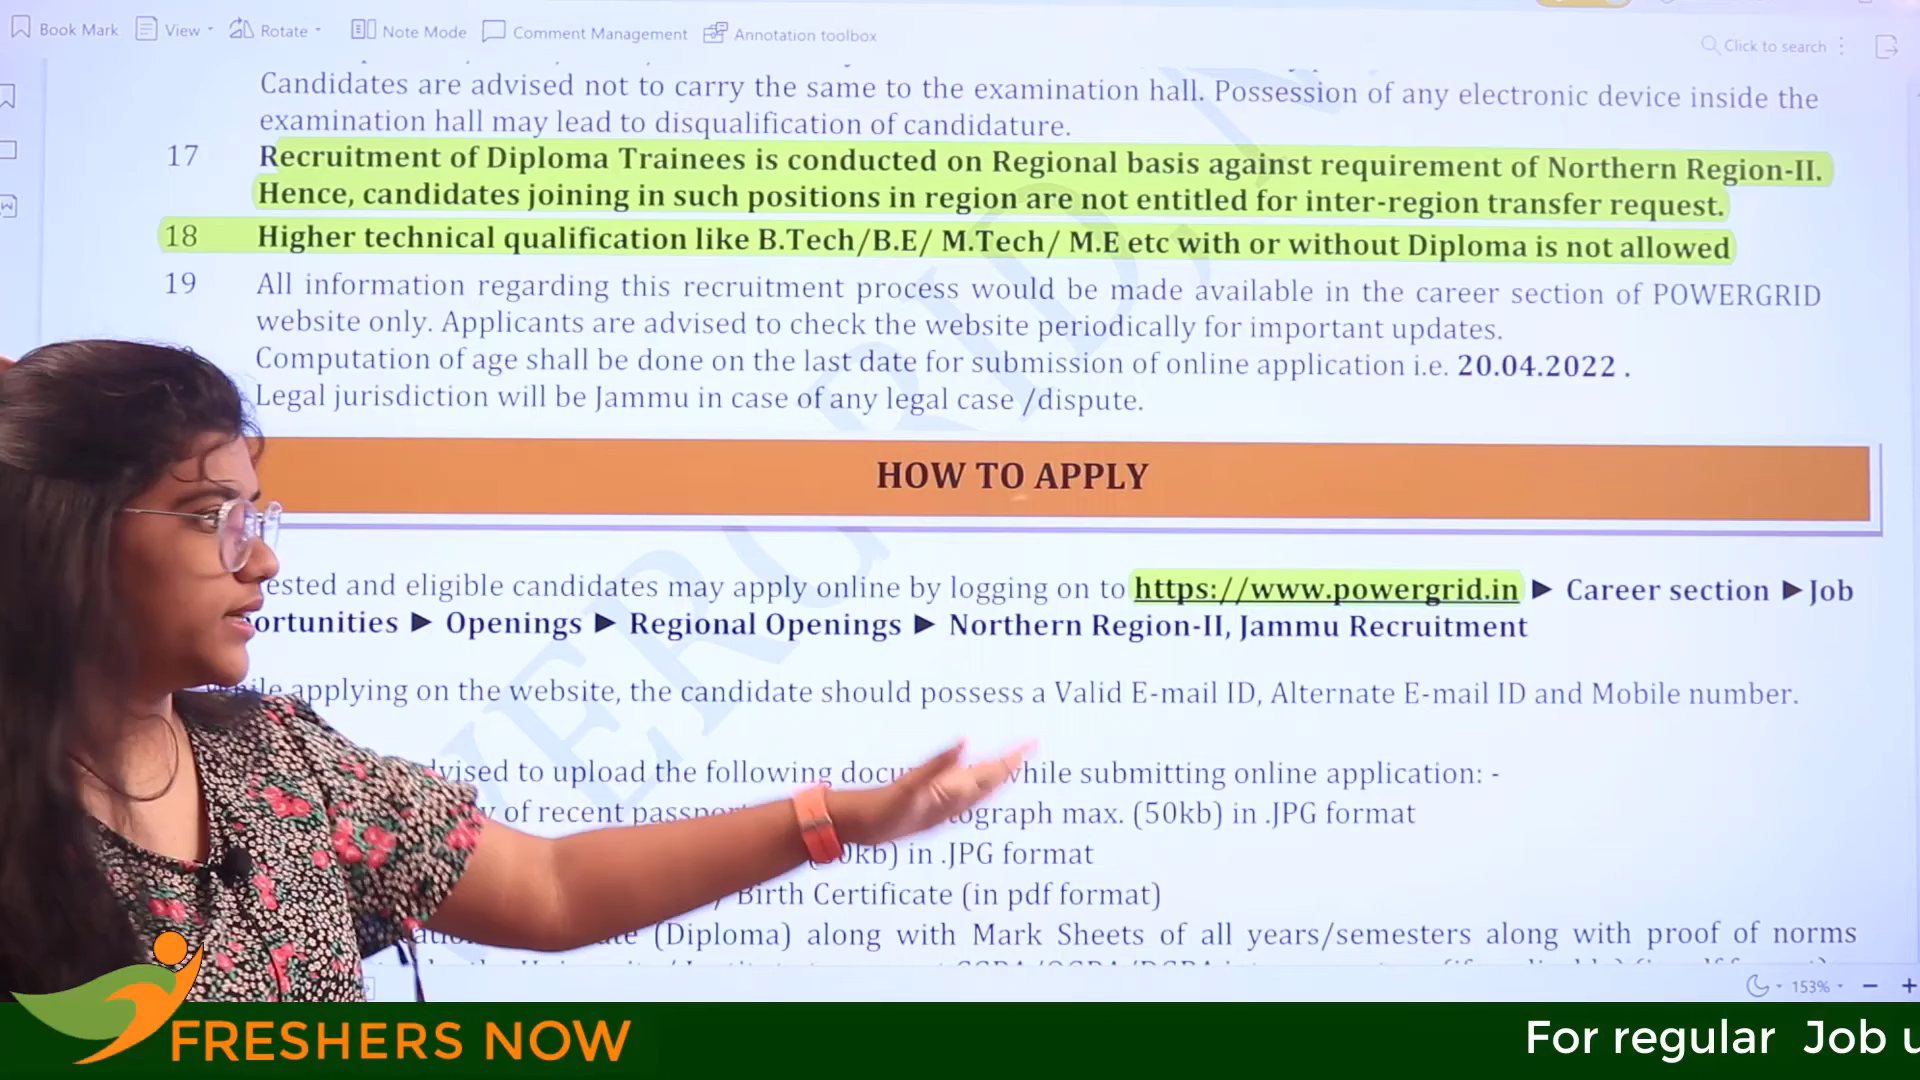 Book Mark View Rotate Note Mode Comment Management Annotation toolbox Click to search
Candidates are advised not to carry the same to the examination hall. Possession of any electronic device inside the
examination hall may lead to disqualification of candidature.
17 Recruitment of Diploma Trainees is conducted on Regional basis against requirement of Northern Region-II.
Hence, candidates joining in such positions in region are not entitled for inter-region transfer request.
18 Higher technical qualification like B.Tech/B.E/ M.Tech/ M.E etc with or without Diploma is not allowed
19 All information regarding this recruitment process would be made available in the career section of POWERGRID
website only. Applicants are advised to check the website periodically for important updates.
Computation of age shall be done on the last date for submission of online application i.e. 20.04.2022 .
Legal jurisdiction will be Jammu in case of any legal case /dispute.
HOW TO APPLY
ested and eligible candidates may apply online by logging on to https://www.powergrid.in ► Career section ►Job
ortunities ► Openings ► Regional Openings ► Northern Region-II, Jammu Recruitment
applying on the website, the candidate should possess a Valid E-mail ID, Alternate E-mail ID and Mobile number.
vised to upload the following docu while submitting online application: -
y of recent passpor ograph max. (50kb) in .JPG format
0kb) in .JPG format
Birth Certificate (in pdf format)
(Diploma) along with Mark Sheets of all years/semesters along with proof of norms
153%
FRESHERS NOW
For regular Job u